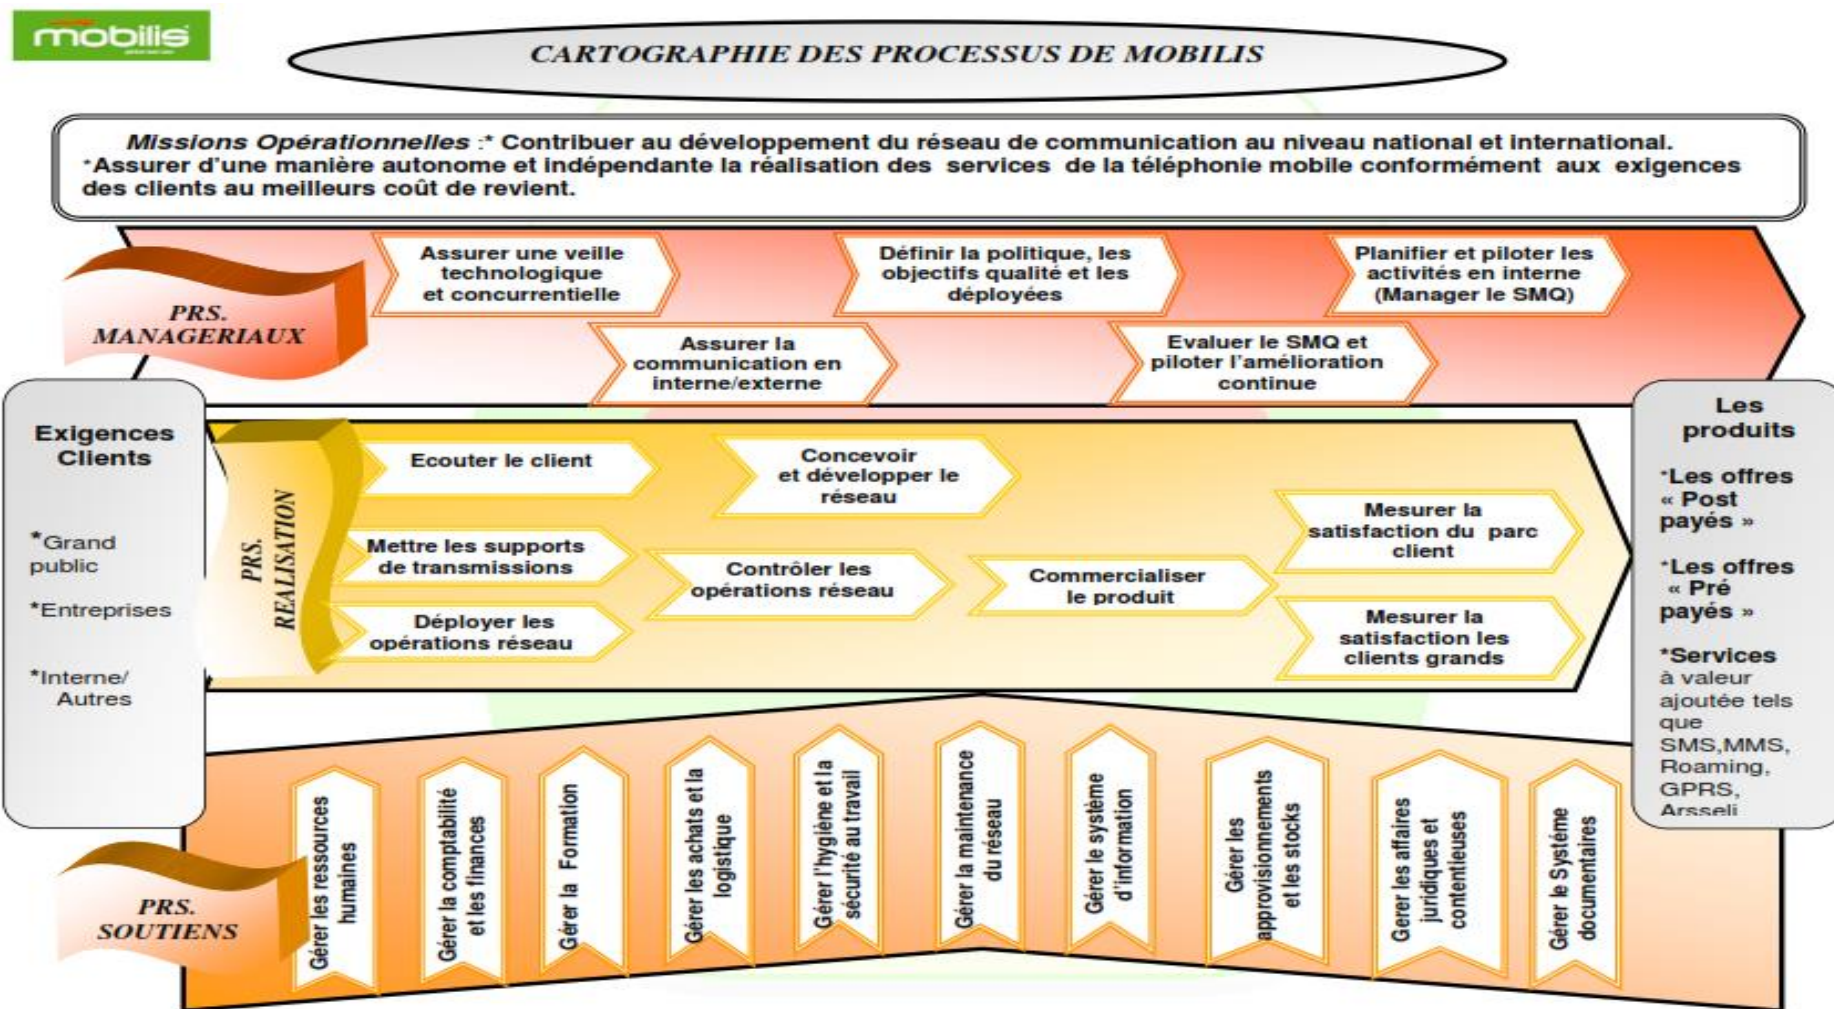 mobilis
CARTOGRAPHIE DES PROCESSUS DE MOBILIS
Missions Opérationnelles :* Contribuer au développement du réseau de communication au niveau national et international.
*Assurer d'une manière autonome et indépendante la réalisation des services de la téléphonie mobile conformément aux exigences
des clients au meilleurs coût de revient.
PRS.
MANAGERIAUX
Assurer une veille
technologique
et concurrentielle
Définir la politique, les
objectifs qualité et les
déployées
Planifier et piloter les
activités en interne
(Manager le SMQ)
Assurer la
communication en
interne/externe
Evaluer le SMQ et
piloter l'amélioration
continue
Exigences
Clients
*Grand
public
*Entreprises
*Interne/
Autres
PRS.
REALISATION
Ecouter le client
Concevoir
et développer le
réseau
Mettre les supports
de transmissions
Déployer les
opérations réseau
Contrôler les
opérations réseau
Commercialiser
le produit
Mesurer la
satisfaction du parc
client
Mesurer la
satisfaction les
clients grands
Les
produits
*Les offres
« Post
payés »
*Les offres
« Pré
payés »
*Services
à valeur
ajoutée tels
que
SMS,MMS,
Roaming,
GPRS,
Arsseli
PRS.
SOUTIENS
Gérer les ressources
humaines
Gérer la comptabilité
et les finances
Gérer la Formation
Gérer les achats et la
logistique
Gérer l'hygiène et la
sécurité au travail
Gérer la maintenance
du réseau
Gérer le système
d'information
Gérer les
approvisionnements
et les stocks
Gerer les affaires
juridiques et
contentieuses
Gérer le Systéme
documentaires